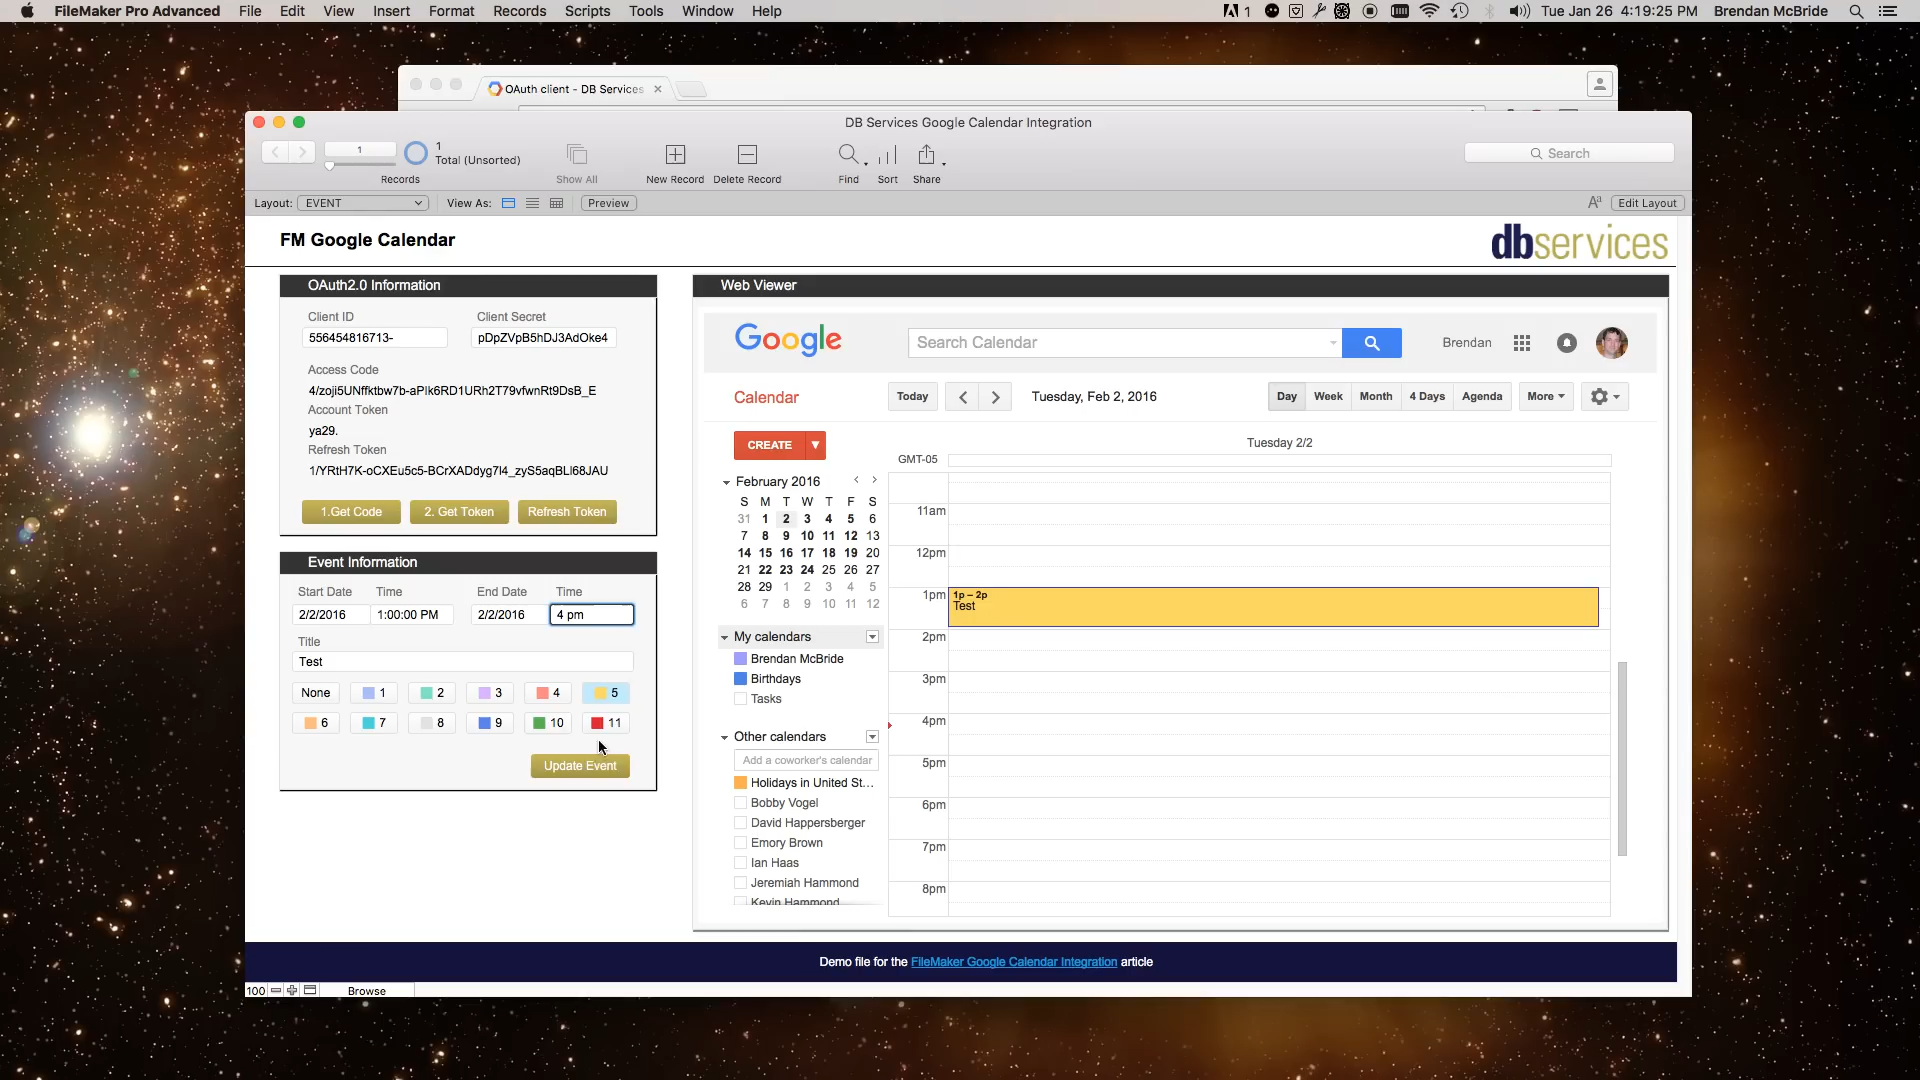 FileMaker Pro Advanced File Edit View Insert Format Records Scripts Tools Window Help
1 Tue Jan 26 4:19:25 PM Brendan McBride
OAuth client - DB Services
DB Services Google Calendar Integration
1
1
Total (Unsorted)
Search
Records
Show All
New Record
Delete Record
Find
Sort
Share
Layout: EVENT View As: Preview
Edit Layout
FM Google Calendar
dbservices
OAuth2.0 Information
Client ID Client Secret
556454816713- pDpZVpB5hDJ3AdOke4
Access Code
4/zoji5UNffktbw7b-aPlk6RD1URh2T79vfwnRt9DsB_E
Account Token
ya29.
Refresh Token
1/YRtH7K-oCXEu5c5-BCrXADdyg7l4_zyS5aqBLl68JAU
1.Get Code 2. Get Token Refresh Token
Event Information
Start Date Time End Date Time
2/2/2016 1:00:00 PM 2/2/2016 4 pm
Title
Test
None 1 2 3 4 5
6 7 8 9 10 11
Update Event
Web Viewer
Google
Search Calendar
Brendan
Calendar
Today
Tuesday, Feb 2, 2016
Day Week Month 4 Days Agenda More
CREATE
February 2016
S M T W T F S
31 1 2 3 4 5 6
7 8 9 10 11 12 13
14 15 16 17 18 19 20
21 22 23 24 25 26 27
28 29 1 2 3 4 5
6 7 8 9 10 11 12
My calendars
Brendan McBride
Birthdays
Tasks
Other calendars
Add a coworker's calendar
Holidays in United St...
Bobby Vogel
David Happersberger
Emory Brown
Ian Haas
Jeremiah Hammond
Kevin Hammond
Tuesday 2/2
GMT-05
11am
12pm
1pm
1p – 2p
Test
2pm
3pm
4pm
5pm
6pm
7pm
8pm
Demo file for the FileMaker Google Calendar Integration article
100 Browse